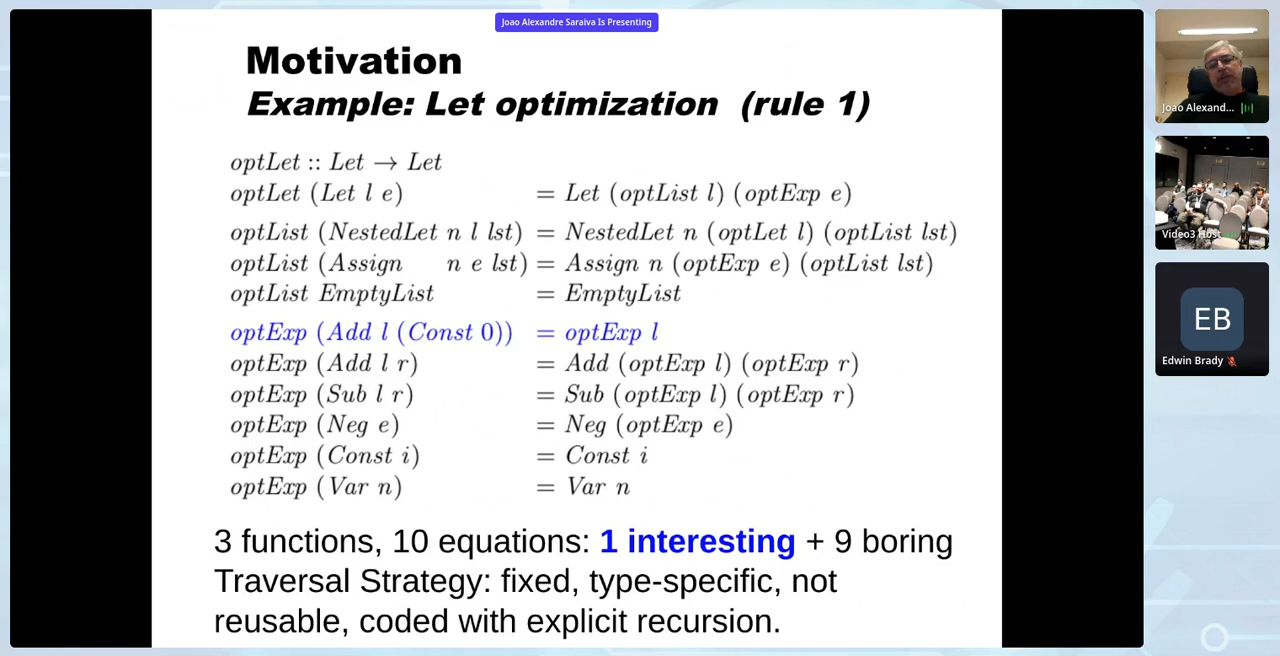 Joao Alexandre Saraiva Is Presenting
Motivation
Example: Let optimization (rule 1)
optLet :: Let → Let
optLet (Let l e) = Let (optList l) (optExp e)
optList (NestedLet n l lst) = NestedLet n (optLet l) (optList lst)
optList (Assign n e lst) = Assign n (optExp e) (optList lst)
optList EmptyList = EmptyList
optExp (Add l (Const 0)) = optExp l
optExp (Add l r) = Add (optExp l) (optExp r)
optExp (Sub l r) = Sub (optExp l) (optExp r)
optExp (Neg e) = Neg (optExp e)
optExp (Const i) = Const i
optExp (Var n) = Var n
3 functions, 10 equations: 1 interesting + 9 boring
Traversal Strategy: fixed, type-specific, not
reusable, coded with explicit recursion.
Joao Alexand...
Video3 Host
EB
Edwin Brady